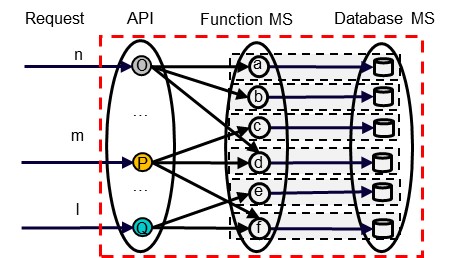 Request API Function MS Database MS
n O a
b
... c
m P d
... e
l Q f